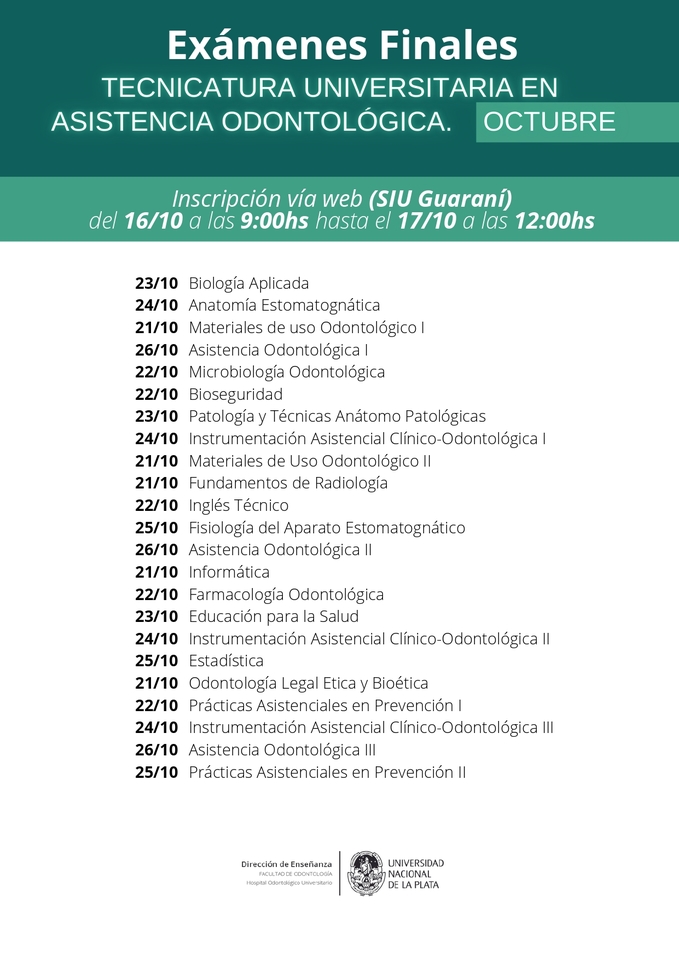 Exámenes Finales
TECNICATURA UNIVERSITARIA EN
ASISTENCIA ODONTOLÓGICA. OCTUBRE
Inscripción vía web (SIU Guaraní)
del 16/10 a las 9:00hs hasta el 17/10 a las 12:00hs
23/10 Biología Aplicada
24/10 Anatomía Estomatognática
21/10 Materiales de uso Odontológico I
26/10 Asistencia Odontológica I
22/10 Microbiología Odontológica
22/10 Bioseguridad
23/10 Patología y Técnicas Anátomo Patológicas
24/10 Instrumentación Asistencial Clínico-Odontológica I
21/10 Materiales de Uso Odontológico II
21/10 Fundamentos de Radiología
22/10 Inglés Técnico
25/10 Fisiología del Aparato Estomatognático
26/10 Asistencia Odontológica II
21/10 Informática
22/10 Farmacología Odontológica
23/10 Educación para la Salud
24/10 Instrumentación Asistencial Clínico-Odontológica II
25/10 Estadística
21/10 Odontología Legal Etica y Bioética
22/10 Prácticas Asistenciales en Prevención I
24/10 Instrumentación Asistencial Clínico-Odontológica III
26/10 Asistencia Odontológica III
25/10 Prácticas Asistenciales en Prevención II
Dirección de Enseñanza
FACULTAD DE ODONTOLOGÍA
Hospital Odontológico Universitario
UNIVERSIDAD
NACIONAL
DE LA PLATA